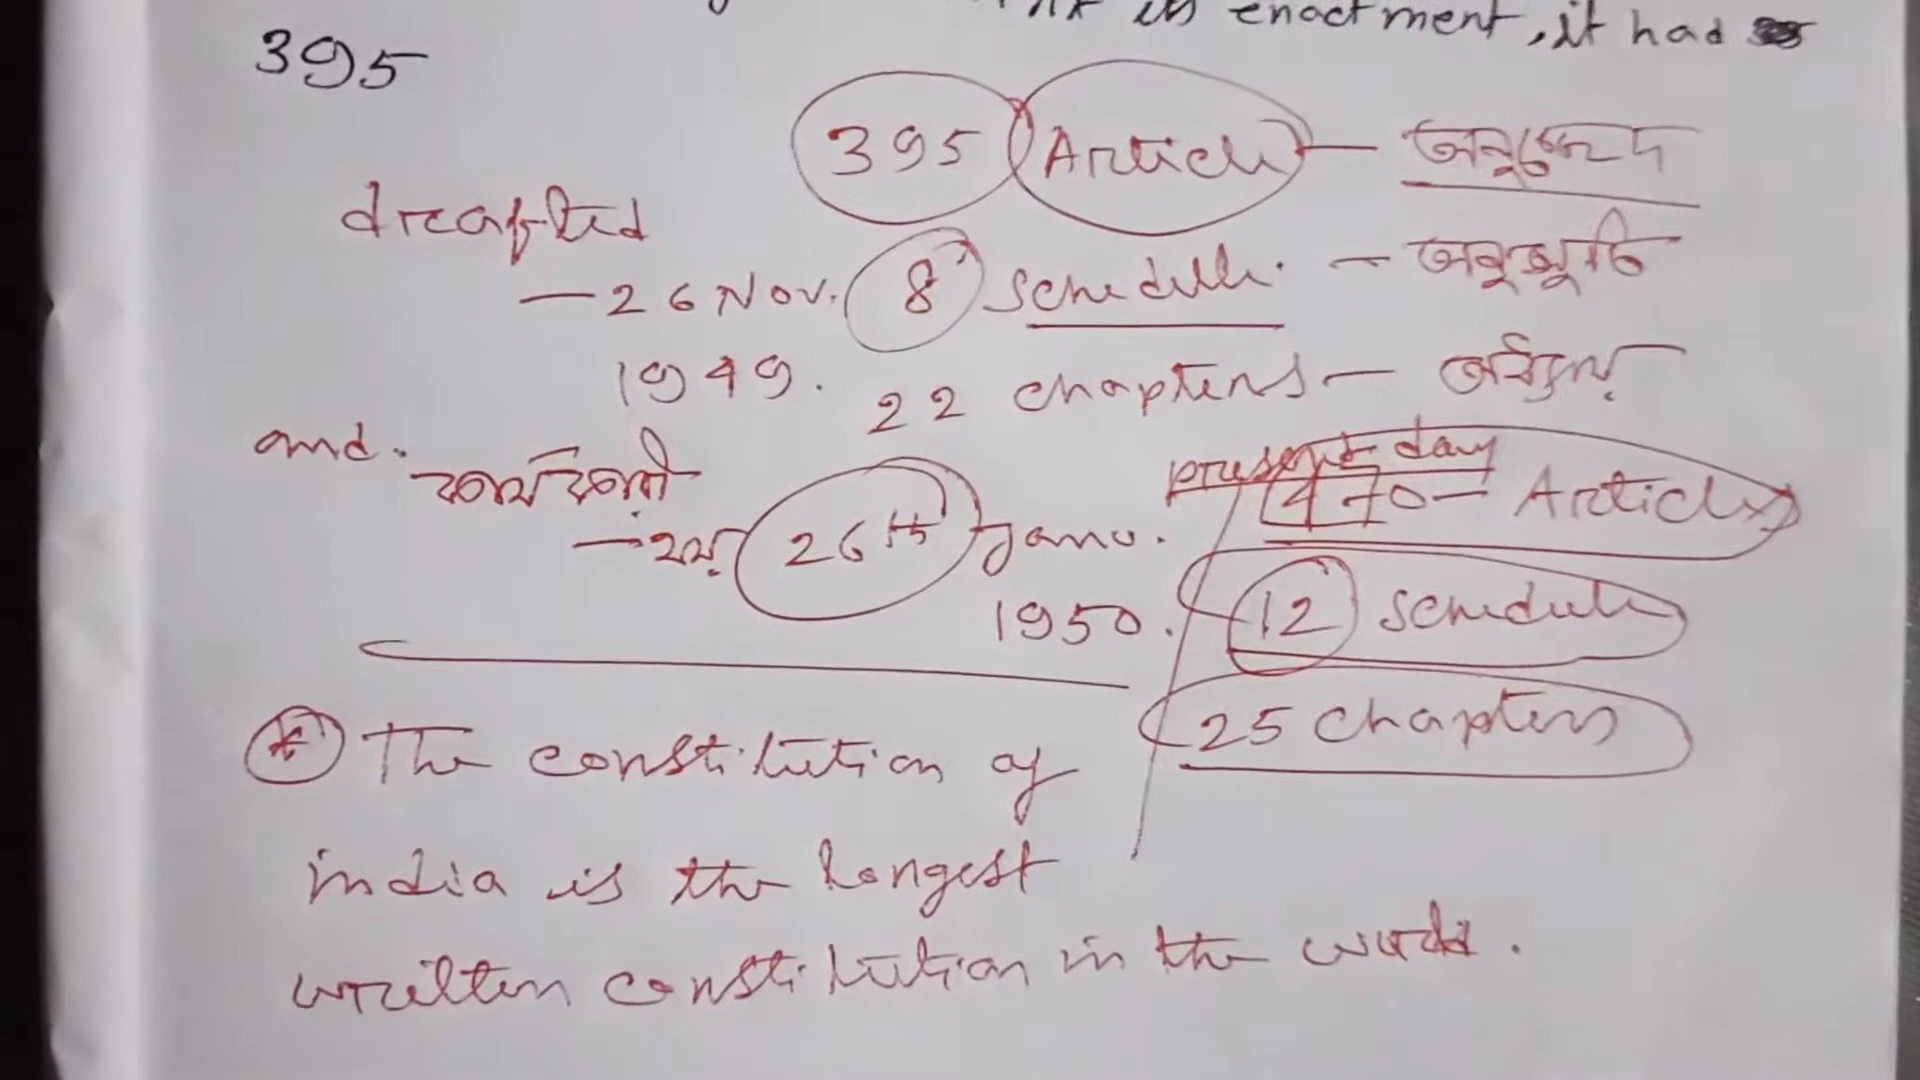 enactment, it had
395
395 Article — অনুচ্ছেদ
drafted
— 26 Nov. 8 schedule. — অনুসূচি
1949. 22 chapters — অধ্যায়
and. কার্যকারী
— হয় 26th Janu.
1950.
present day
470 — Articles
12 schedule
25 chapters
* The constitution of
india is the longest
written constitution in the world.